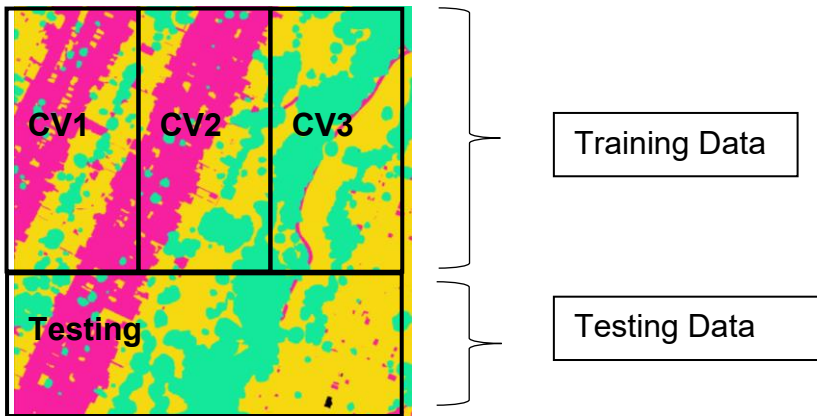 CV1 CV2 CV3
Training Data
Testing
Testing Data